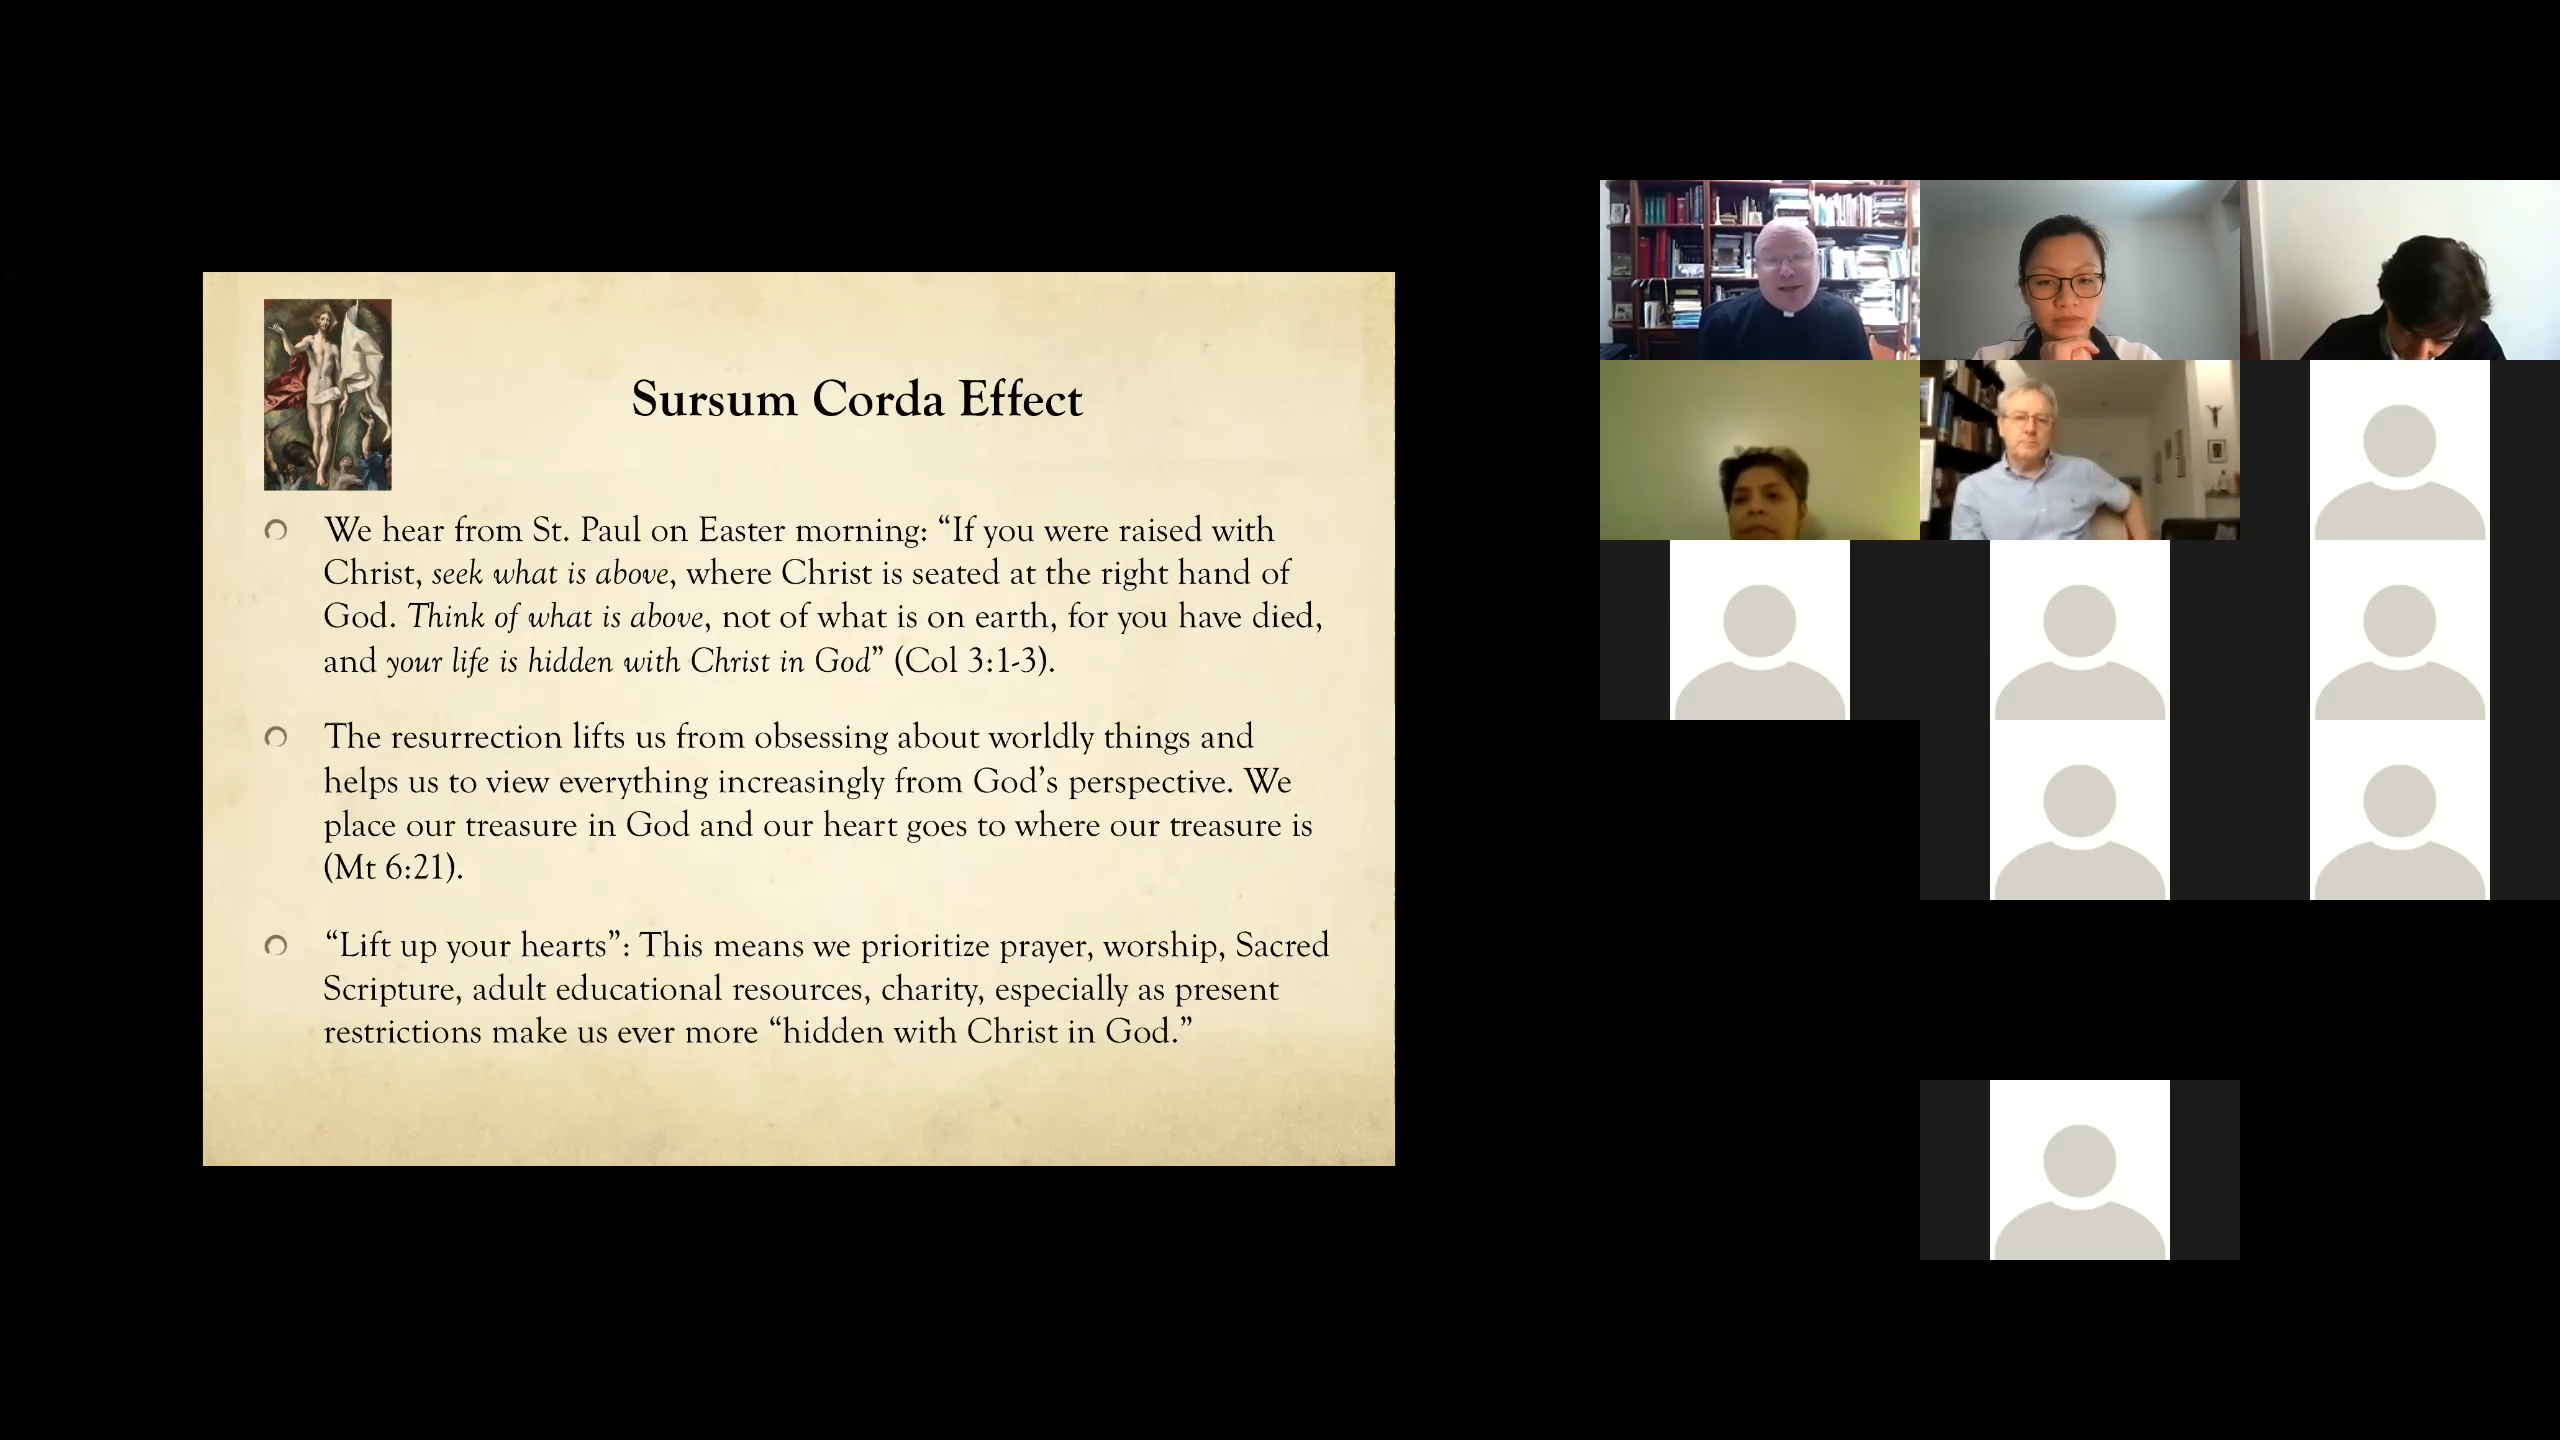 Sursum Corda Effect
We hear from St. Paul on Easter morning: “If you were raised with
Christ, seek what is above, where Christ is seated at the right hand of
God. Think of what is above, not of what is on earth, for you have died,
and your life is hidden with Christ in God” (Col 3:1-3).
The resurrection lifts us from obsessing about worldly things and
helps us to view everything increasingly from God’s perspective. We
place our treasure in God and our heart goes to where our treasure is
(Mt 6:21).
“Lift up your hearts”: This means we prioritize prayer, worship, Sacred
Scripture, adult educational resources, charity, especially as present
restrictions make us ever more “hidden with Christ in God.”